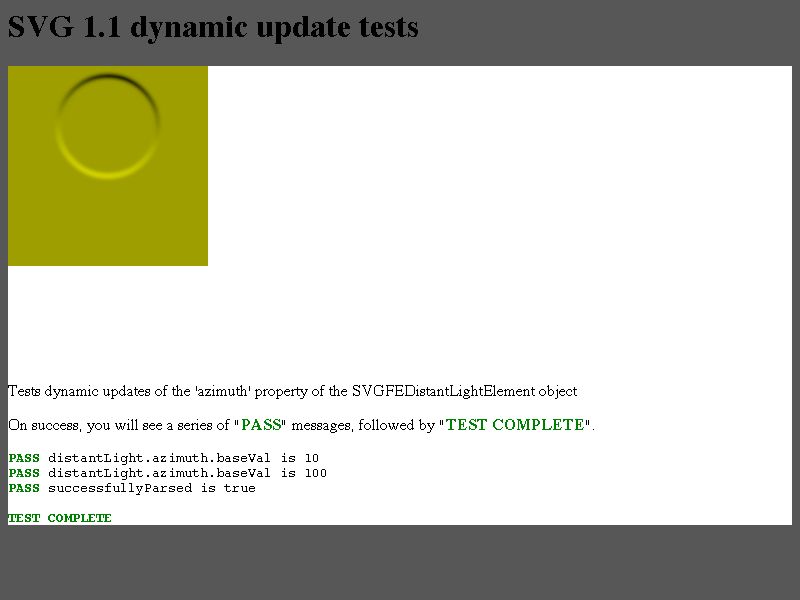 SVG 1.1 dynamic update tests
Tests dynamic updates of the 'azimuth' property of the SVGFEDistantLightElement object
On success, you will see a series of "PASS" messages, followed by "TEST COMPLETE".
PASS distantLight.azimuth.baseVal is 10
PASS distantLight.azimuth.baseVal is 100
PASS successfullyParsed is true
TEST COMPLETE